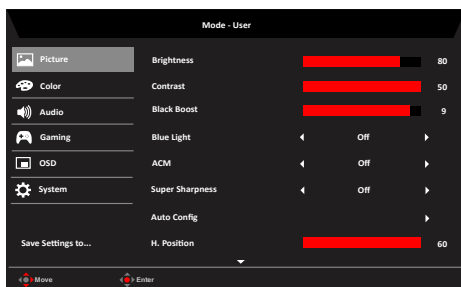 Mode - User
Picture
Brightness 80
Color
Contrast 50
Audio
Black Boost 9
Gaming
Blue Light Off
OSD
ACM Off
System
Super Sharpness Off
Auto Config
Save Settings to...
H. Position 60
Move
Enter